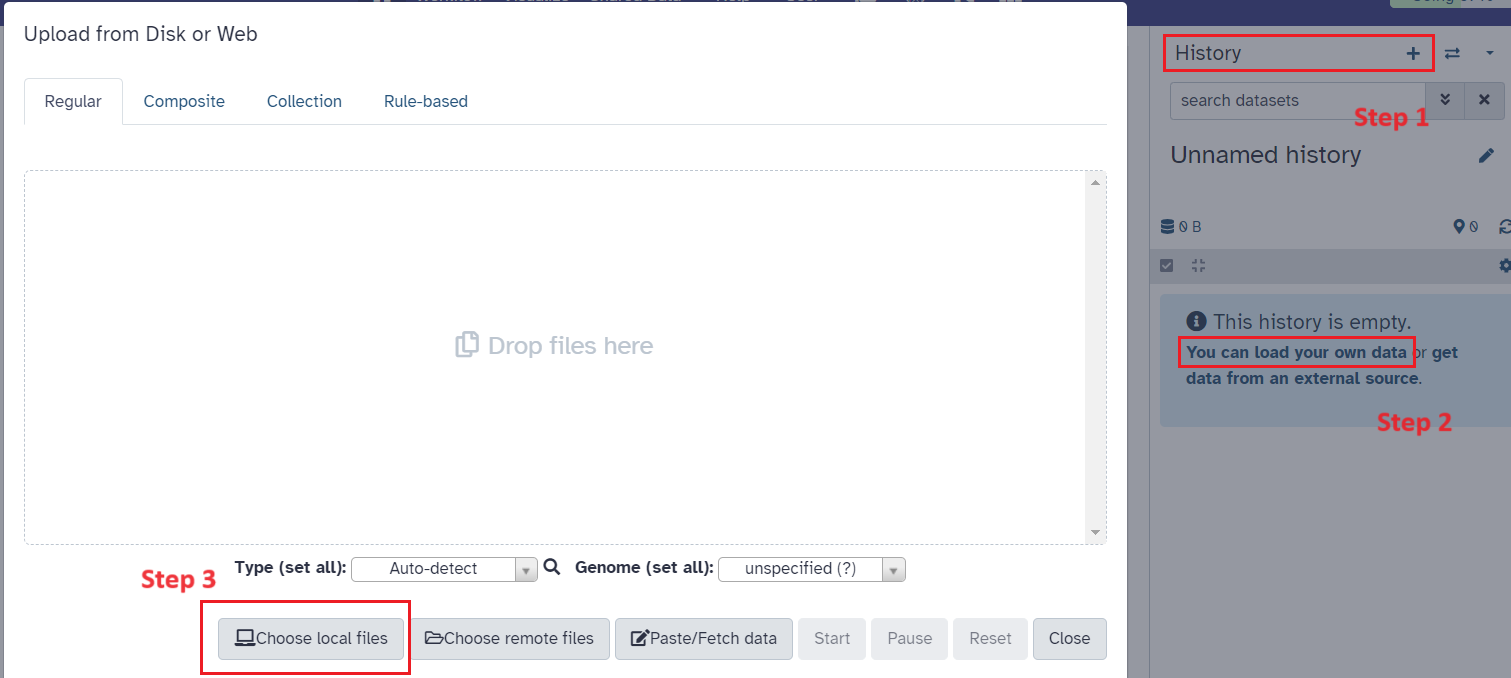 Upload from Disk or Web
Regular
Composite
Collection
Rule-based
Drop files here
Type (set all):
Auto-detect
Genome (set all):
unspecified (?)
Step 3
Choose local files
Choose remote files
Paste/Fetch data
Start
Pause
Reset
Close
History
search datasets
Step 1
Unnamed history
0 B
0
This history is empty.
You can load your own data or get
data from an external source.
Step 2